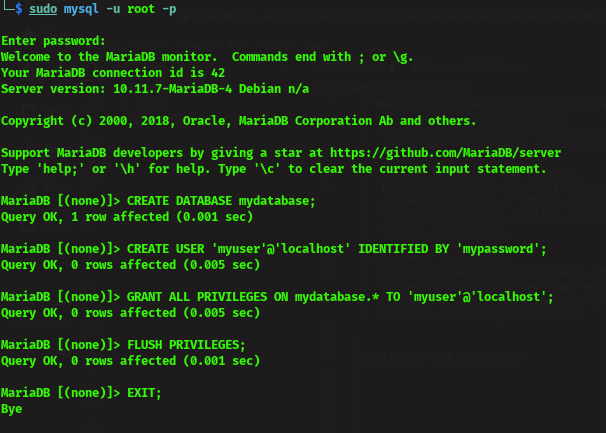 └─$ sudo mysql -u root -p
Enter password:
Welcome to the MariaDB monitor.  Commands end with ; or \g.
Your MariaDB connection id is 42
Server version: 10.11.7-MariaDB-4 Debian n/a
Copyright (c) 2000, 2018, Oracle, MariaDB Corporation Ab and others.
Support MariaDB developers by giving a star at https://github.com/MariaDB/server
Type 'help;' or '\h' for help. Type '\c' to clear the current input statement.
MariaDB [(none)]> CREATE DATABASE mydatabase;
Query OK, 1 row affected (0.001 sec)
MariaDB [(none)]> CREATE USER 'myuser'@'localhost' IDENTIFIED BY 'mypassword';
Query OK, 0 rows affected (0.005 sec)
MariaDB [(none)]> GRANT ALL PRIVILEGES ON mydatabase.* TO 'myuser'@'localhost';
Query OK, 0 rows affected (0.005 sec)
MariaDB [(none)]> FLUSH PRIVILEGES;
Query OK, 0 rows affected (0.001 sec)
MariaDB [(none)]> EXIT;
Bye